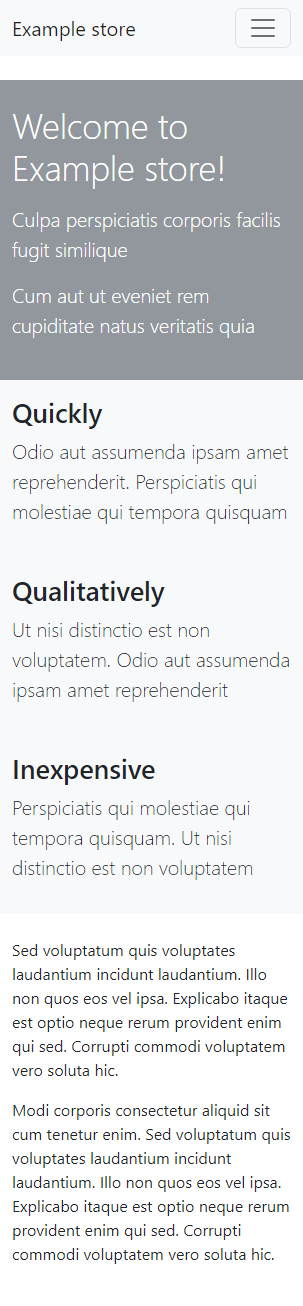 Example store
Welcome to
Example store!
Culpa perspiciatis corporis facilis
fugit similique
Cum aut ut eveniet rem
cupiditate natus veritatis quia
Quickly
Odio aut assumenda ipsam amet
reprehenderit. Perspiciatis qui
molestiae qui tempora quisquam
Qualitatively
Ut nisi distinctio est non
voluptatem. Odio aut assumenda
ipsam amet reprehenderit
Inexpensive
Perspiciatis qui molestiae qui
tempora quisquam. Ut nisi
distinctio est non voluptatem
Sed voluptatum quis voluptates
laudantium incidunt laudantium. Illo
non quos eos vel ipsa. Explicabo itaque
est optio neque rerum provident enim
qui sed. Corrupti commodi voluptatem
vero soluta hic.
Modi corporis consectetur aliquid sit
cum tenetur enim. Sed voluptatum quis
voluptates laudantium incidunt
laudantium. Illo non quos eos vel ipsa.
Explicabo itaque est optio neque rerum
provident enim qui sed. Corrupti
commodi voluptatem vero soluta hic.